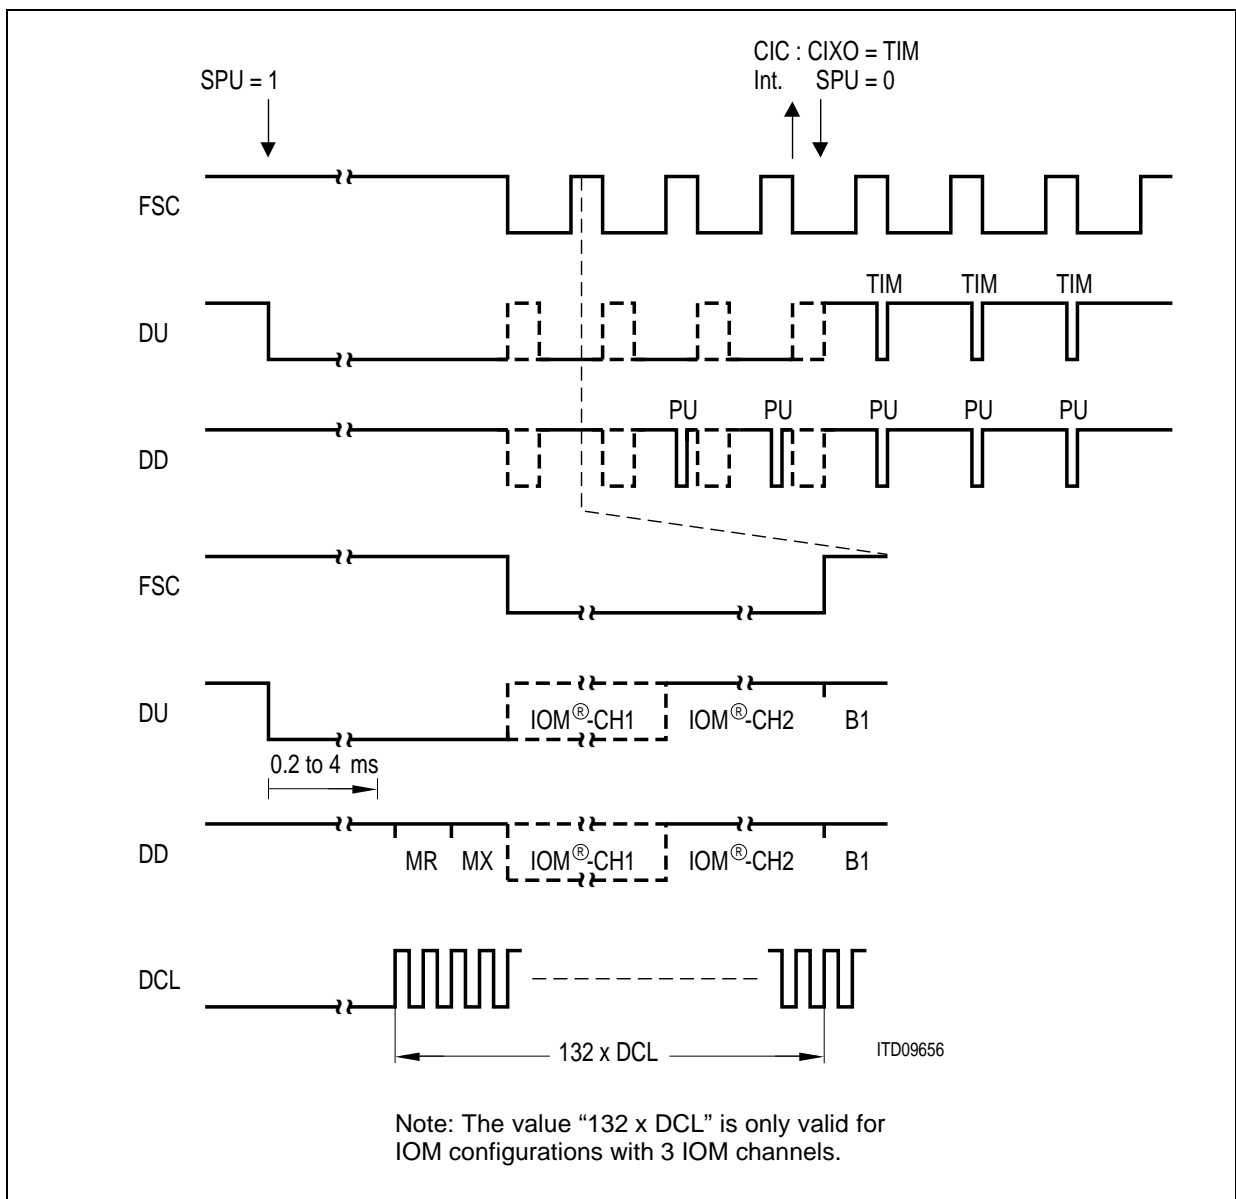 CIC : CIXO = TIM
SPU = 1
Int. SPU = 0
FSC
TIM TIM TIM
DU
PU PU PU PU PU
DD
FSC
DU
IOM®-CH1 IOM®-CH2 B1
0.2 to 4 ms
DD
MR MX IOM®-CH1 IOM®-CH2 B1
DCL
132 x DCL
ITD09656
Note: The value “132 x DCL” is only valid for
IOM configurations with 3 IOM channels.